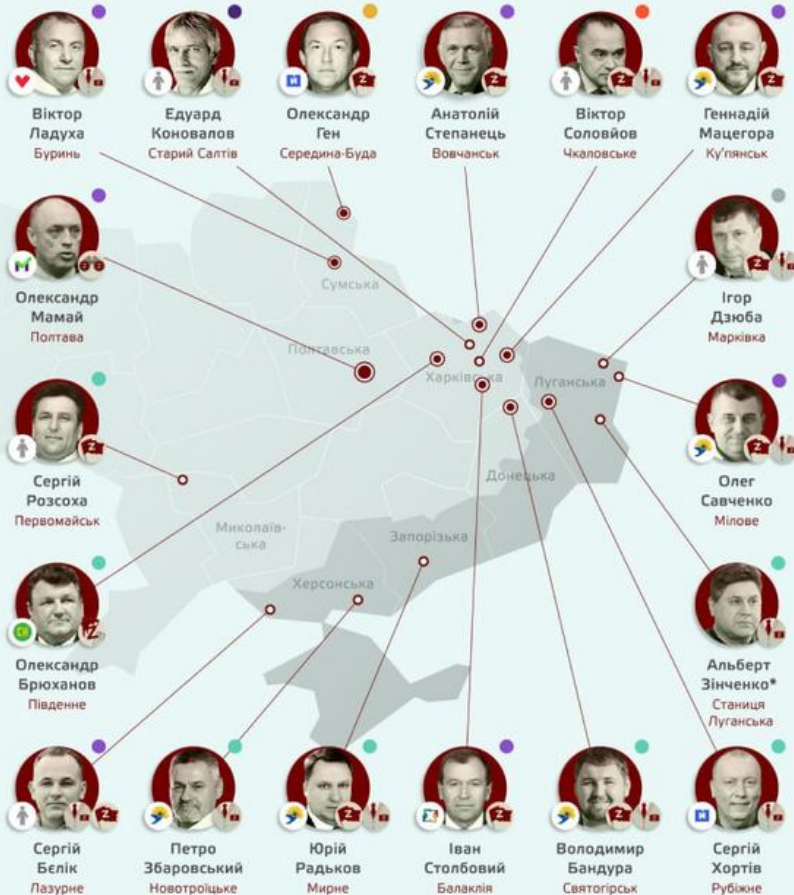 Віктор
Ладуха
Буринь
Едуард
Коновалов
Старий Салтів
Олександр
Ген
Середина-Буда
Анатолій
Степанець
Вовчанськ
Віктор
Соловйов
Чкаловське
Геннадій
Мацегора
Ку'пянськ
Олександр
Мамай
Полтава
Сумська
Полтавська
Харківська
Луганська
Ігор
Дзюба
Марківка
Сергій
Розсоха
Первомайськ
Донецька
Олег
Савченко
Мілове
Миколаїв-
ська
Запорізька
Херсонська
Олександр
Брюханов
Південне
Альберт
Зінченко*
Станиця
Луганська
Сергій
Бєлік
Лазурне
Петро
Збаровський
Новотроїцьке
Юрій
Радьков
Мирне
Іван
Столбовий
Балаклія
Володимир
Бандура
Святогірськ
Сергій
Хортів
Рубіжне